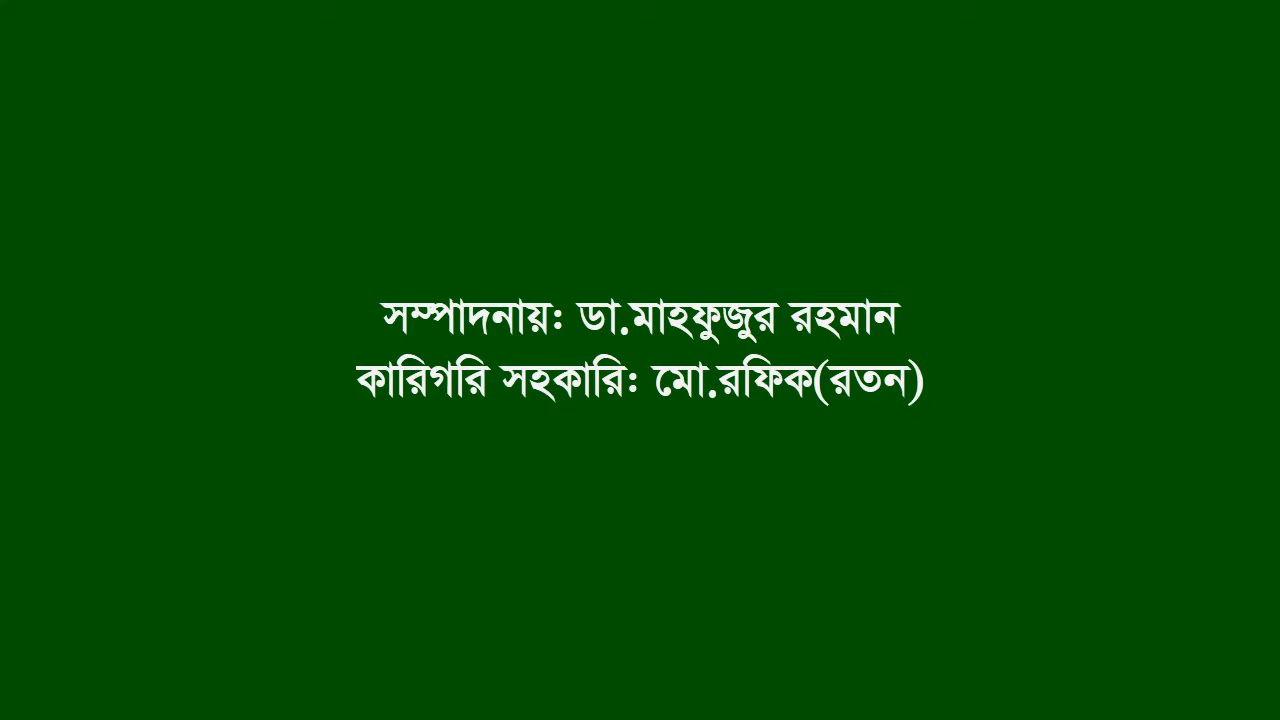 সম্পাদনায়: ডা.মাহফুজুর রহমান
কারিগরি সহকারি: মো.রফিক(রতন)